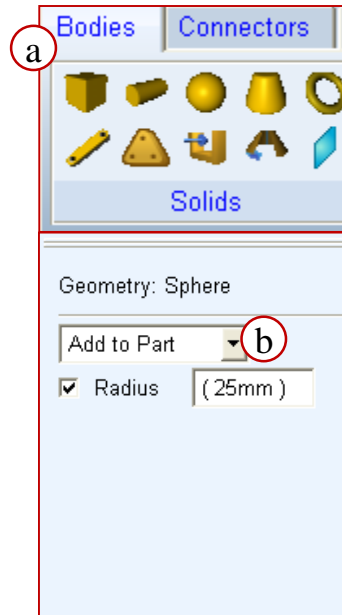 Bodies Connectors
a
Solids
Geometry: Sphere
Add to Part b
Radius (25mm)